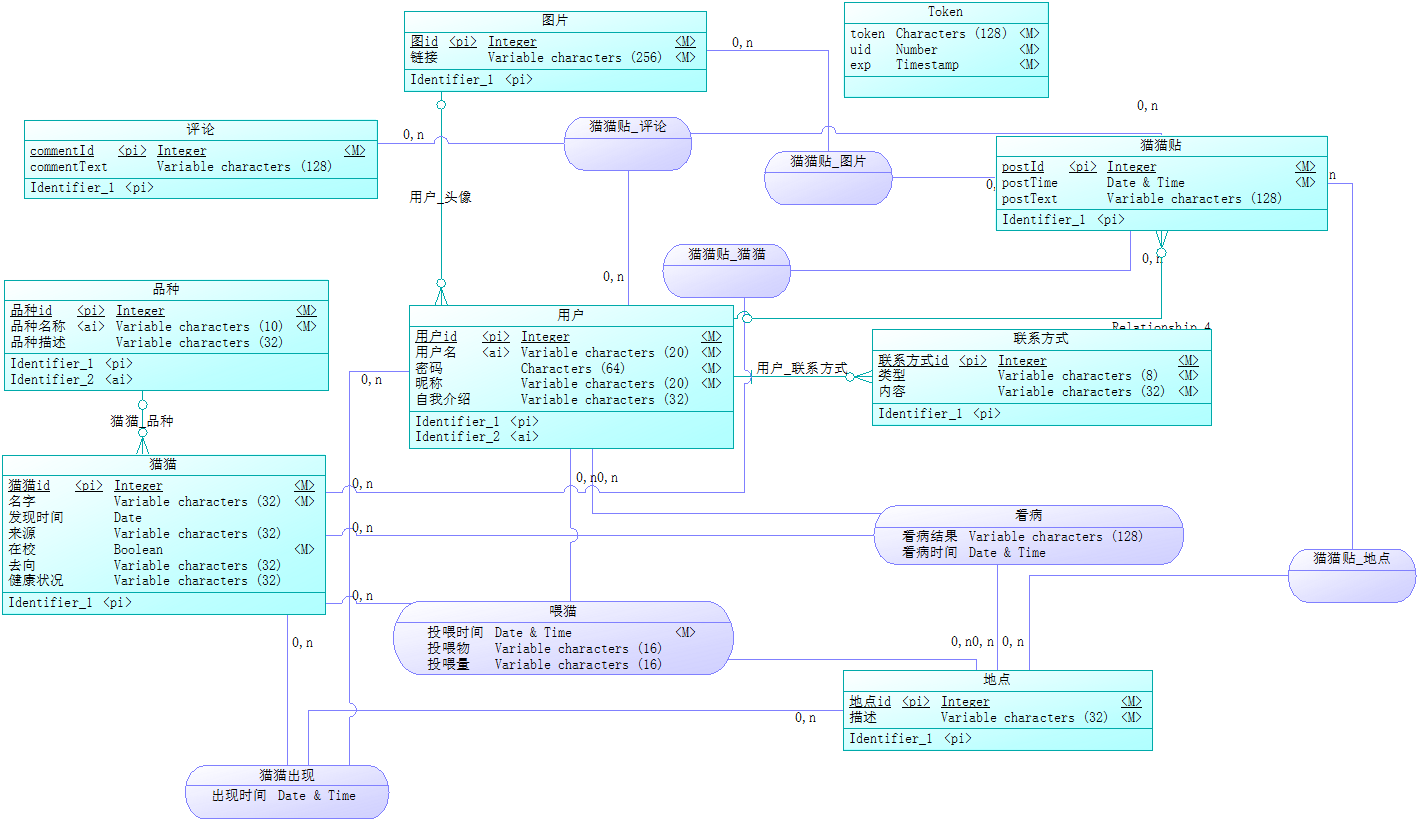 图片
图id <pi> Integer <M>
链接 Variable characters (256) <M>
Identifier_1 <pi>
Token
token Characters (128) <M>
uid Number <M>
exp Timestamp <M>
0,n
0,n
评论
commentId <pi> Integer <M>
commentText Variable characters (128)
Identifier_1 <pi>
0,n
猫猫贴_评论
猫猫贴_图片
猫猫贴
postId <pi> Integer <M>
postTime Date & Time <M>
postText Variable characters (128)
Identifier_1 <pi>
0,
n
用户_头像
猫猫贴_猫猫
0,n
0,n
品种
品种id <pi> Integer <M>
品种名称 <ai> Variable characters (10) <M>
品种描述 Variable characters (32)
Identifier_1 <pi>
Identifier_2 <ai>
用户
用户id <pi> Integer <M>
用户名 <ai> Variable characters (20) <M>
密码 Characters (64) <M>
昵称 Variable characters (20) <M>
自我介绍 Variable characters (32)
Identifier_1 <pi>
Identifier_2 <ai>
Relationship_4
联系方式
联系方式id <pi> Integer <M>
类型 Variable characters (8) <M>
内容 Variable characters (32) <M>
Identifier_1 <pi>
用户_联系方式
0,n
猫猫_品种
猫猫
猫猫id <pi> Integer <M>
名字 Variable characters (32) <M>
发现时间 Date
来源 Variable characters (32)
在校 Boolean <M>
去向 Variable characters (32)
健康状况 Variable characters (32)
Identifier_1 <pi>
0,n
0,n0,n
0,n
0,n
看病
看病结果 Variable characters (128)
看病时间 Date & Time
猫猫贴_地点
喂猫
投喂时间 Date & Time <M>
投喂物 Variable characters (16)
投喂量 Variable characters (16)
0,n
0,n0,n 0,n
地点
地点id <pi> Integer <M>
描述 Variable characters (32) <M>
Identifier_1 <pi>
0,n
猫猫出现
出现时间 Date & Time